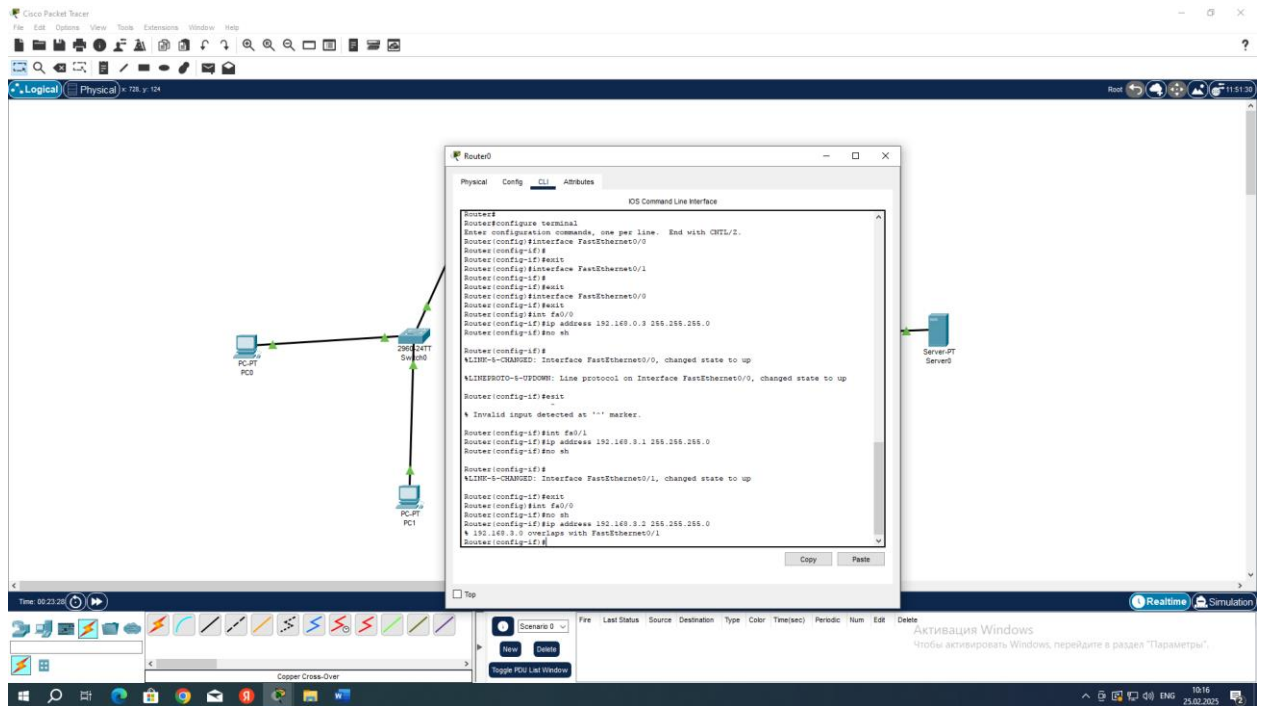 Cisco Packet Tracer
File Edit Options View Tools Extensions Window Help
?
Logical Physical x: 728, y: 124 Root 11:51:30
Router0
Physical Config CLI Attributes
IOS Command Line Interface
Router#
Router#configure terminal
Enter configuration commands, one per line. End with CNTL/Z.
Router(config)#interface FastEthernet0/0
Router(config-if)#
Router(config-if)#exit
Router(config)#interface FastEthernet0/1
Router(config-if)#
Router(config-if)#exit
Router(config)#interface FastEthernet0/0
Router(config-if)#exit
Router(config)#int fa0/0
Router(config-if)#ip address 192.168.0.3 255.255.255.0
Router(config-if)#no sh
Router(config-if)#
%LINK-5-CHANGED: Interface FastEthernet0/0, changed state to up
%LINEPROTO-5-UPDOWN: Line protocol on Interface FastEthernet0/0, changed state to up
Router(config-if)#esit
^
% Invalid input detected at '^' marker.
Router(config-if)#int fa0/1
Router(config-if)#ip address 192.168.3.1 255.255.255.0
Router(config-if)#no sh
Router(config-if)#
%LINK-5-CHANGED: Interface FastEthernet0/1, changed state to up
Router(config-if)#exit
Router(config)#int fa0/0
Router(config-if)#no sh
Router(config-if)#ip address 192.168.3.2 255.255.255.0
% 192.168.3.0 overlaps with FastEthernet0/1
Router(config-if)#
Copy Paste
Top
PC-PT
PC0
2960-24TT
Switch0
PC-PT
PC1
Server-PT
Server0
Time: 00:23:28 Realtime Simulation
Scenario 0
New Delete
Toggle PDU List Window
Fire Last Status Source Destination Type Color Time(sec) Periodic Num Edit Delete
Copper Cross-Over
Активация Windows
Чтобы активировать Windows, перейдите в раздел "Параметры".
ENG 10:16
25.02.2025